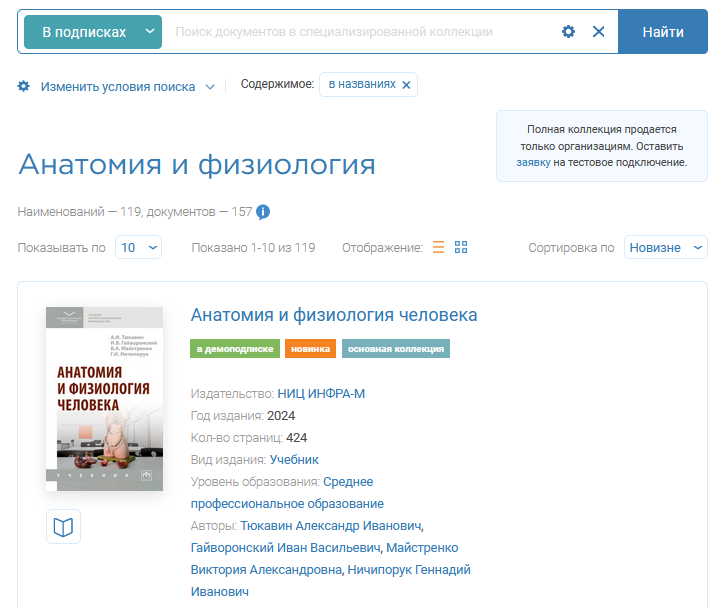 В подписках
Поиск документов в специализированной коллекции
Найти
Изменить условия поиска
Содержимое:
в названиях
Полная коллекция продается
только организациям. Оставить
заявку на тестовое подключение.
Анатомия и физиология
Наименований — 119, документов — 157
Показывать по 10
Показано 1-10 из 119
Отображение:
Сортировка по Новизне
А.И. Тюкавин
И.В. Гайворонский
В.А. Майстренко
Г.И. Ничипорук
АНАТОМИЯ
И ФИЗИОЛОГИЯ
ЧЕЛОВЕКА
УЧЕБНИК
Анатомия и физиология человека
в демоподписке
новинка
основная коллекция
Издательство: НИЦ ИНФРА-М
Год издания: 2024
Кол-во страниц: 424
Вид издания: Учебник
Уровень образования: Среднее
профессиональное образование
Авторы: Тюкавин Александр Иванович,
Гайворонский Иван Васильевич, Майстренко
Виктория Александровна, Ничипорук Геннадий
Иванович